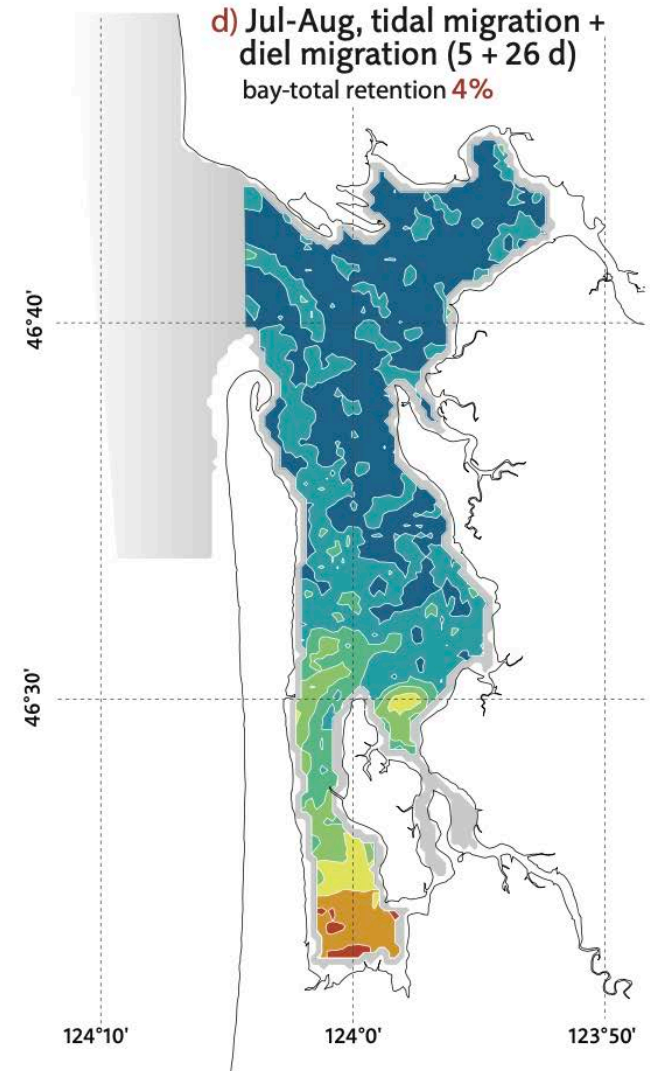 d) Jul-Aug, tidal migration +
diel migration (5 + 26 d)
bay-total retention 4%
46°40'
46°30'
124°10'
124°0'
123°50'